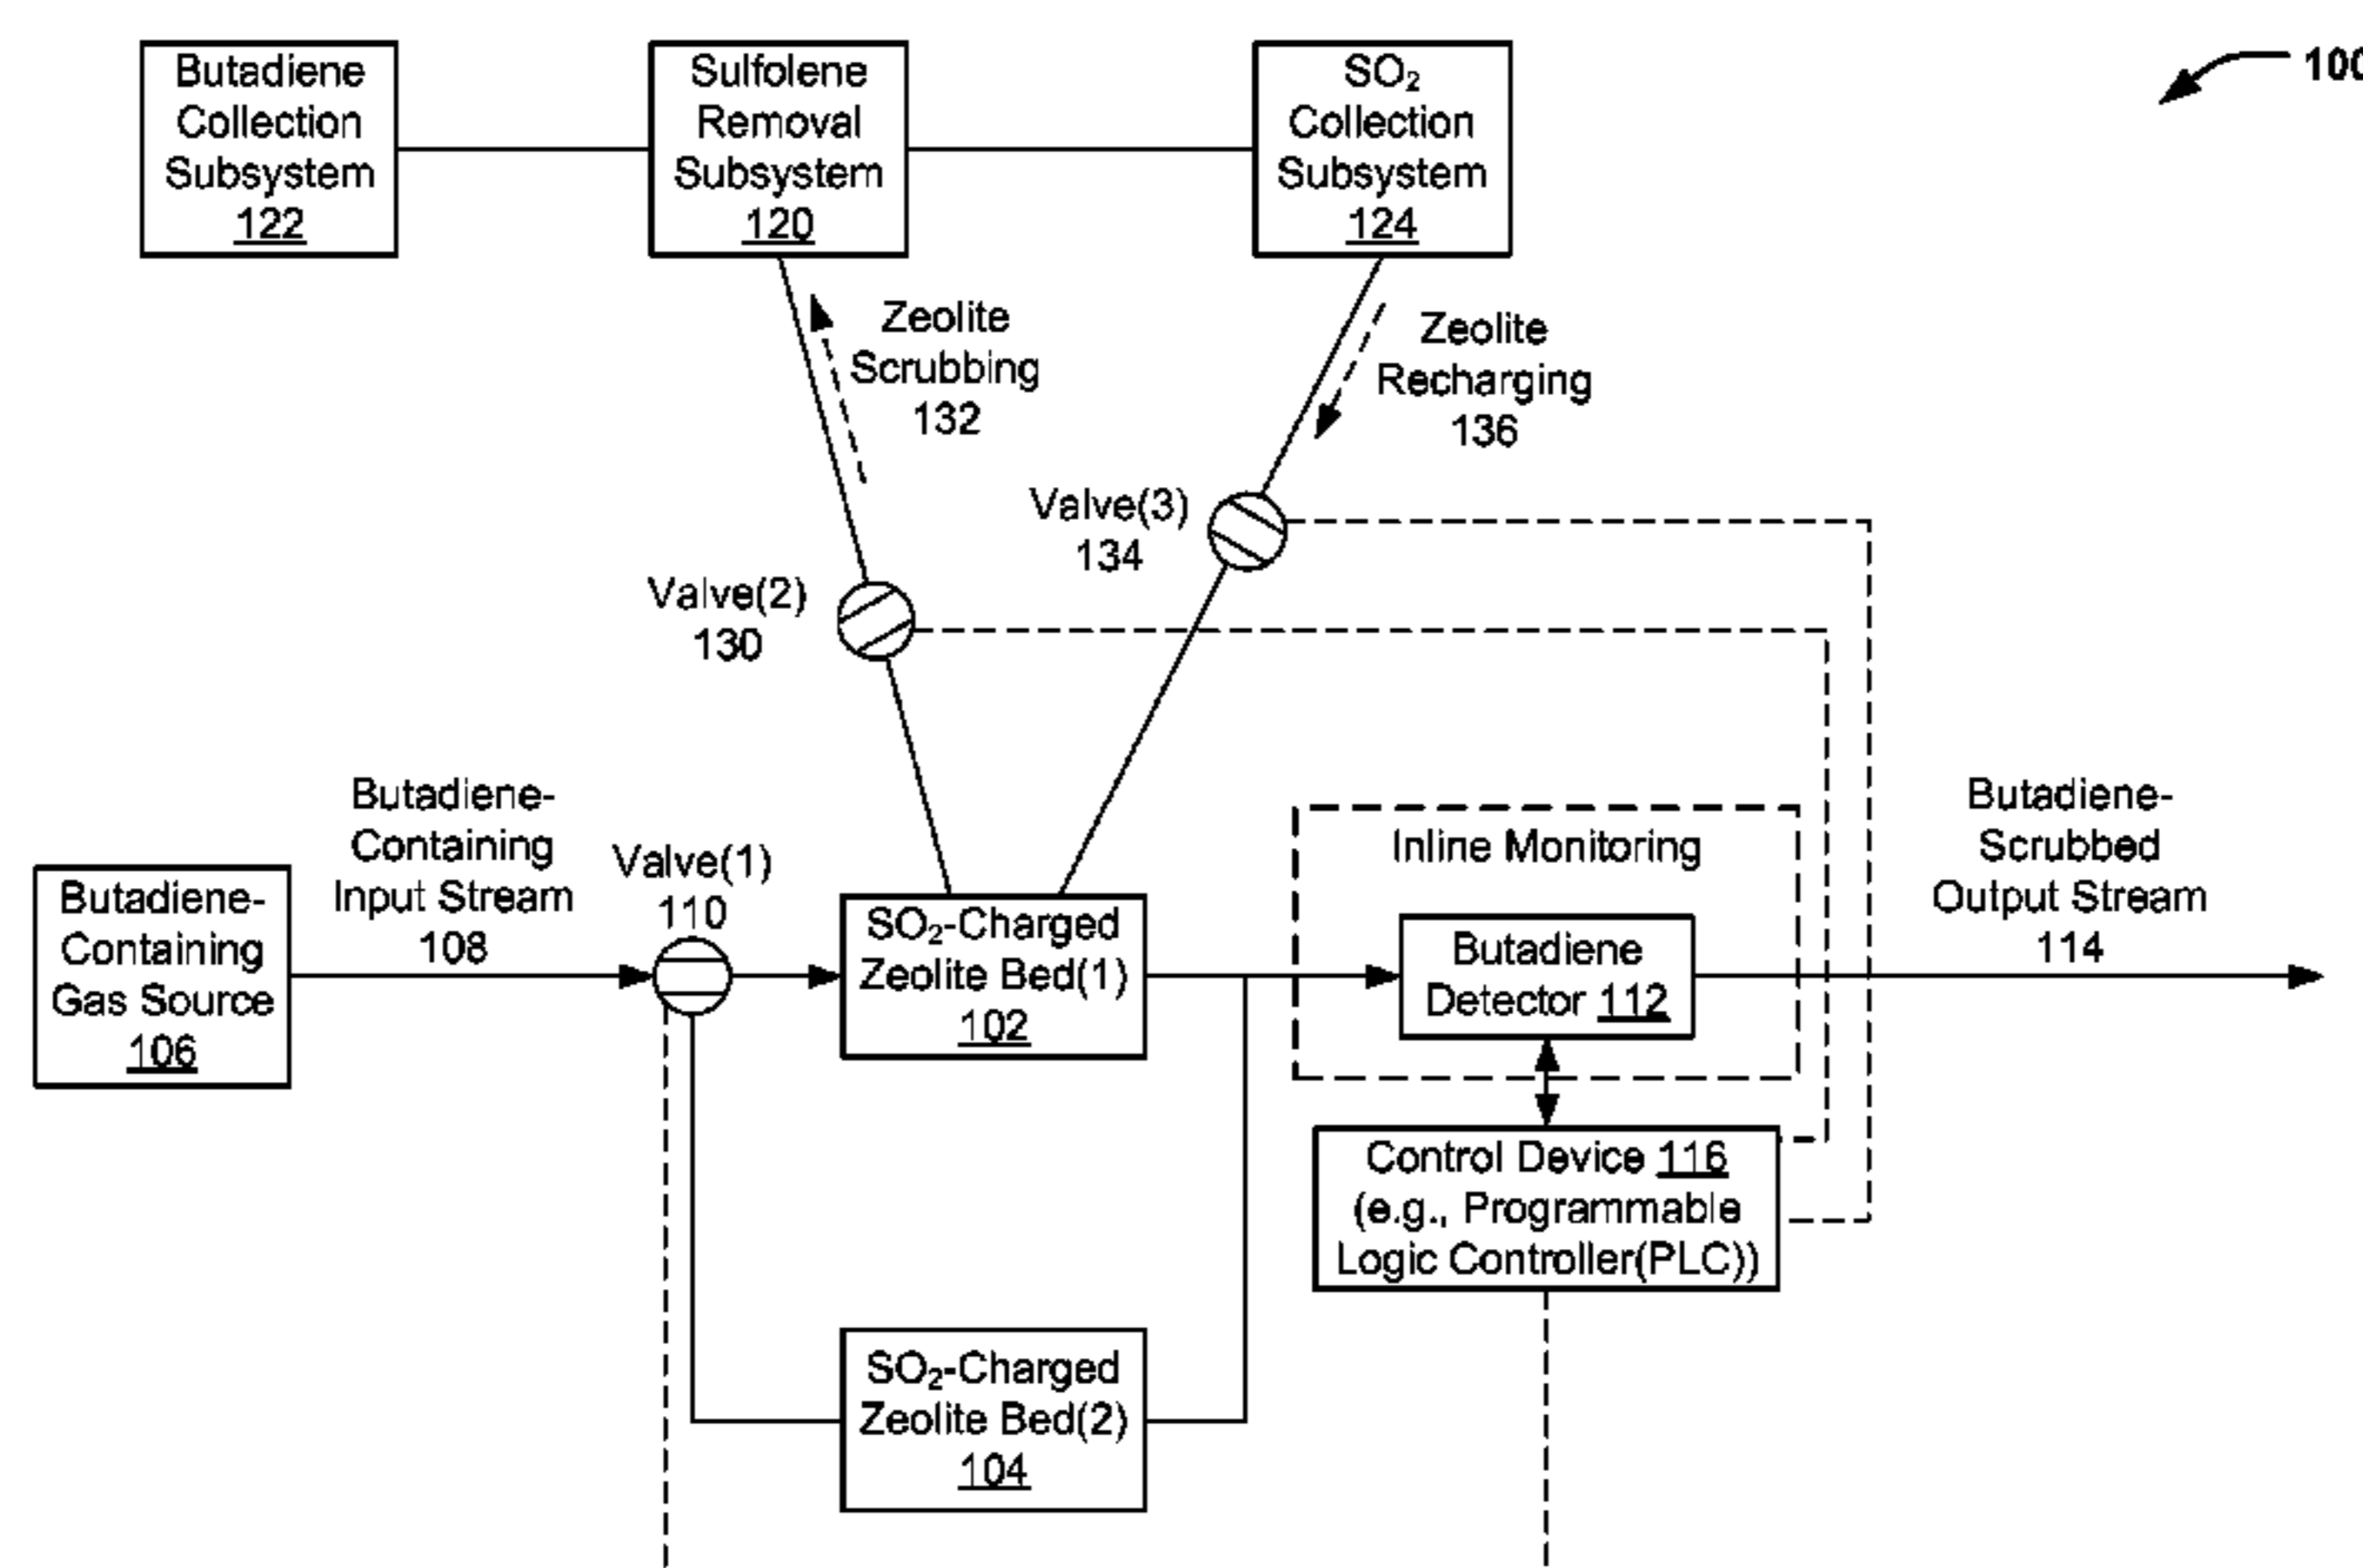 Butadiene
Collection
Subsystem
122
Sulfolene
Removal
Subsystem
120
SO₂
Collection
Subsystem
124
100
Zeolite
Scrubbing
132
Zeolite
Recharging
136
Valve(3)
134
Valve(2)
130
Butadiene-
Containing
Gas Source
106
Butadiene-
Containing
Input Stream
108
Valve(1)
110
SO₂-Charged
Zeolite Bed(1)
102
Inline Monitoring
Butadiene
Detector 112
Butadiene-
Scrubbed
Output Stream
114
Control Device 116
(e.g., Programmable
Logic Controller(PLC))
SO₂-Charged
Zeolite Bed(2)
104